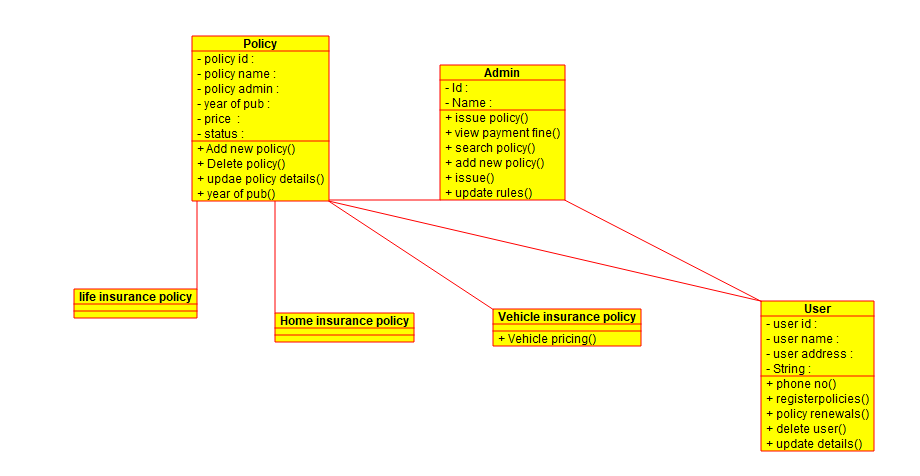 Policy
- policy id :
- policy name :
- policy admin :
- year of pub :
- price  :
- status :
+ Add new policy()
+ Delete policy()
+ updae policy details()
+ year of pub()
Admin
- Id :
- Name :
+ issue policy()
+ view payment fine()
+ search policy()
+ add new policy()
+ issue()
+ update rules()
life insurance policy
Home insurance policy
Vehicle insurance policy
+ Vehicle pricing()
User
- user id :
- user name :
- user address :
- String :
+ phone no()
+ registerpolicies()
+ policy renewals()
+ delete user()
+ update details()